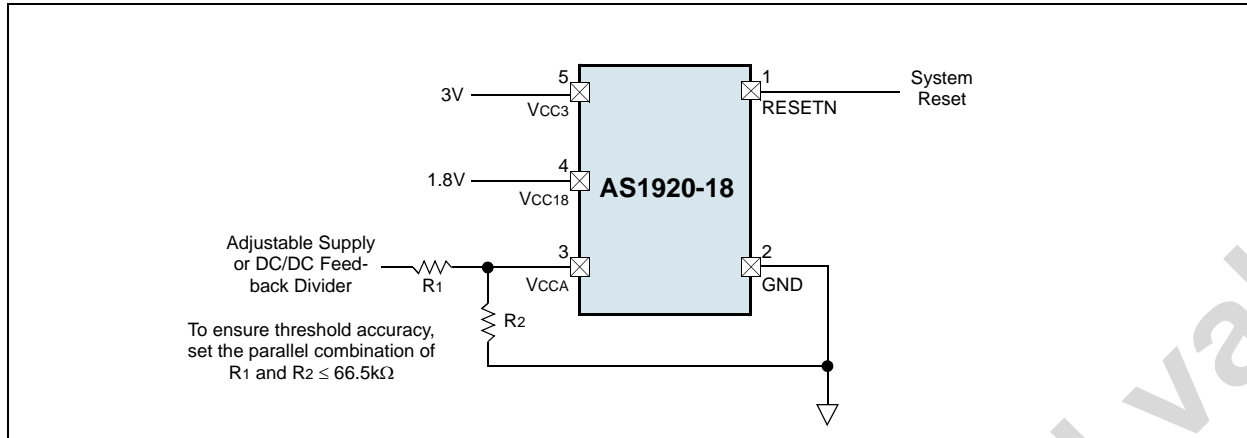 5
1
System
Reset
3V
VCC3
RESETN
4
1.8V
AS1920-18
VCC18
Adjustable Supply
or DC/DC Feed-
back Divider
3
2
R1
VCCA
GND
R2
To ensure threshold accuracy,
set the parallel combination of
R1 and R2 ≤ 66.5kΩ